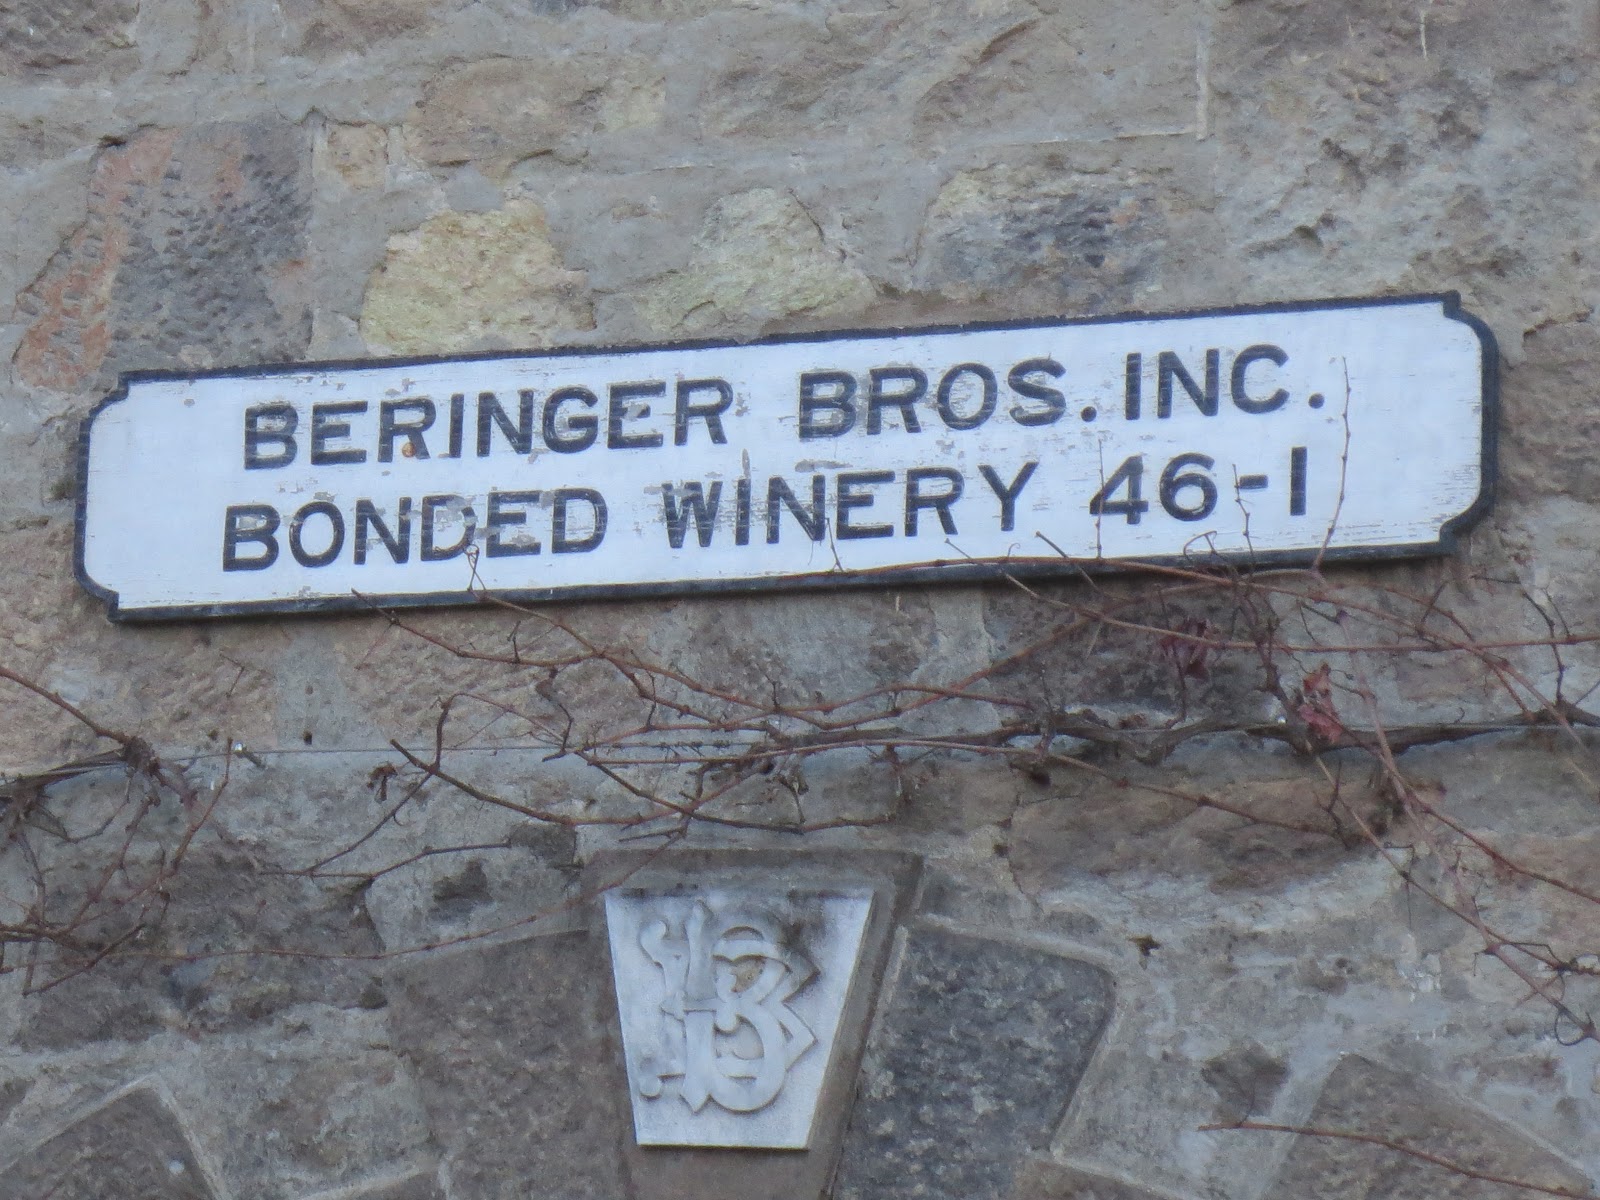 BERINGER BROS. INC.
BONDED WINERY 46-1
B